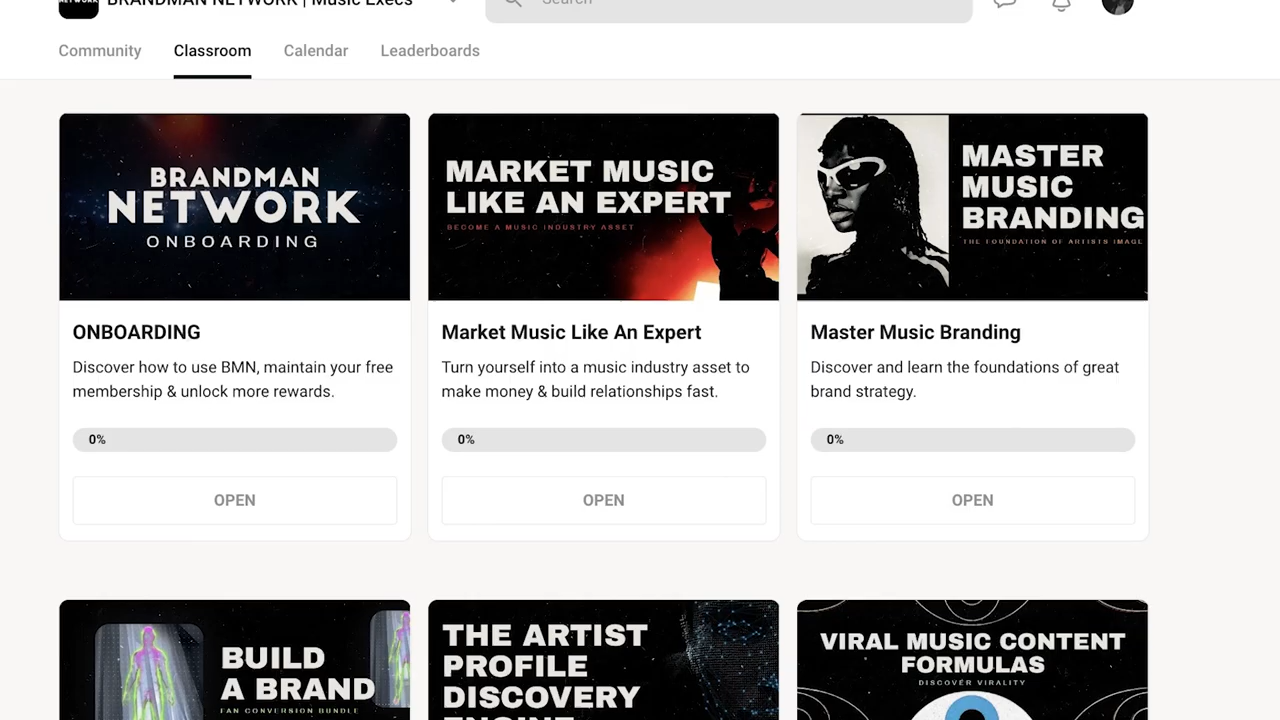 NETWORK
BRANDMAN NETWORK | Music Execs
Search
Community
Classroom
Calendar
Leaderboards
BRANDMAN
NETWORK
ONBOARDING
MARKET MUSIC
LIKE AN EXPERT
BECOME A MUSIC INDUSTRY ASSET
MASTER
MUSIC
BRANDING
THE FOUNDATION OF ARTISTS IMAGE
ONBOARDING
Discover how to use BMN, maintain your free
membership & unlock more rewards.
0%
OPEN
Market Music Like An Expert
Turn yourself into a music industry asset to
make money & build relationships fast.
0%
OPEN
Master Music Branding
Discover and learn the foundations of great
brand strategy.
0%
OPEN
BUILD
A BRAND
FAN CONVERSION BUNDLE
THE ARTIST
PROFILE
DISCOVERY
ENGINE
VIRAL MUSIC CONTENT
FORMULAS
DISCOVER VIRALITY